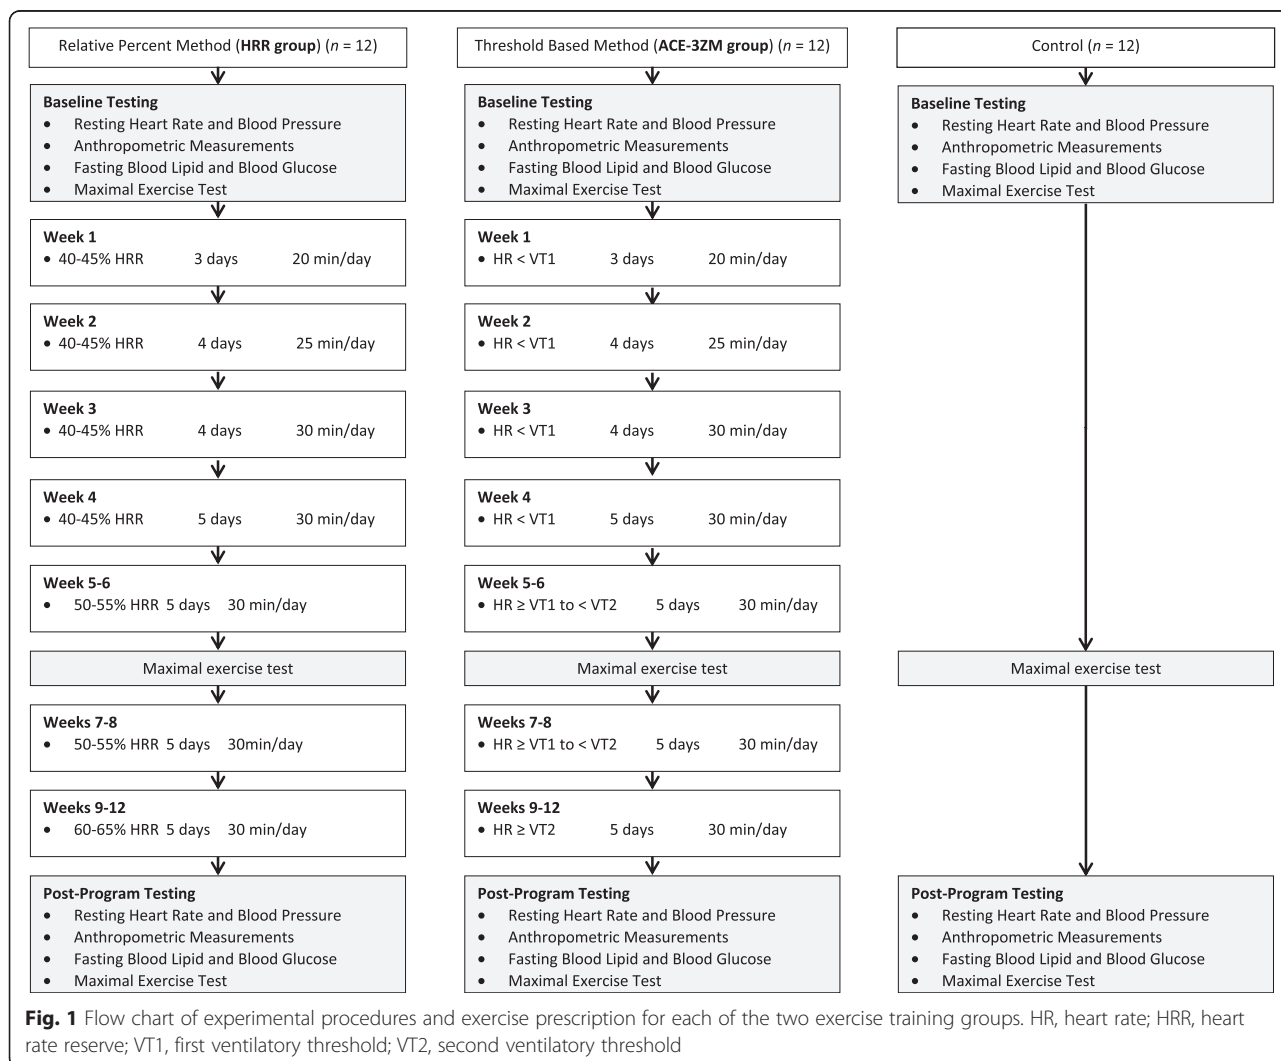 Relative Percent Method (HRR group) (n = 12)
Baseline Testing
• Resting Heart Rate and Blood Pressure
• Anthropometric Measurements
• Fasting Blood Lipid and Blood Glucose
• Maximal Exercise Test
Week 1
• 40-45% HRR 3 days 20 min/day
Week 2
• 40-45% HRR 4 days 25 min/day
Week 3
• 40-45% HRR 4 days 30 min/day
Week 4
• 40-45% HRR 5 days 30 min/day
Week 5-6
• 50-55% HRR 5 days 30 min/day
Maximal exercise test
Weeks 7-8
• 50-55% HRR 5 days 30min/day
Weeks 9-12
• 60-65% HRR 5 days 30 min/day
Post-Program Testing
• Resting Heart Rate and Blood Pressure
• Anthropometric Measurements
• Fasting Blood Lipid and Blood Glucose
• Maximal Exercise Test
Threshold Based Method (ACE-3ZM group) (n = 12)
Baseline Testing
• Resting Heart Rate and Blood Pressure
• Anthropometric Measurements
• Fasting Blood Lipid and Blood Glucose
• Maximal Exercise Test
Week 1
• HR < VT1 3 days 20 min/day
Week 2
• HR < VT1 4 days 25 min/day
Week 3
• HR < VT1 4 days 30 min/day
Week 4
• HR < VT1 5 days 30 min/day
Week 5-6
• HR ≥ VT1 to < VT2 5 days 30 min/day
Maximal exercise test
Weeks 7-8
• HR ≥ VT1 to < VT2 5 days 30 min/day
Weeks 9-12
• HR ≥ VT2 5 days 30 min/day
Post-Program Testing
• Resting Heart Rate and Blood Pressure
• Anthropometric Measurements
• Fasting Blood Lipid and Blood Glucose
• Maximal Exercise Test
Control (n = 12)
Baseline Testing
• Resting Heart Rate and Blood Pressure
• Anthropometric Measurements
• Fasting Blood Lipid and Blood Glucose
• Maximal Exercise Test
Maximal exercise test
Post-Program Testing
• Resting Heart Rate and Blood Pressure
• Anthropometric Measurements
• Fasting Blood Lipid and Blood Glucose
• Maximal Exercise Test
Fig. 1 Flow chart of experimental procedures and exercise prescription for each of the two exercise training groups. HR, heart rate; HRR, heart
rate reserve; VT1, first ventilatory threshold; VT2, second ventilatory threshold